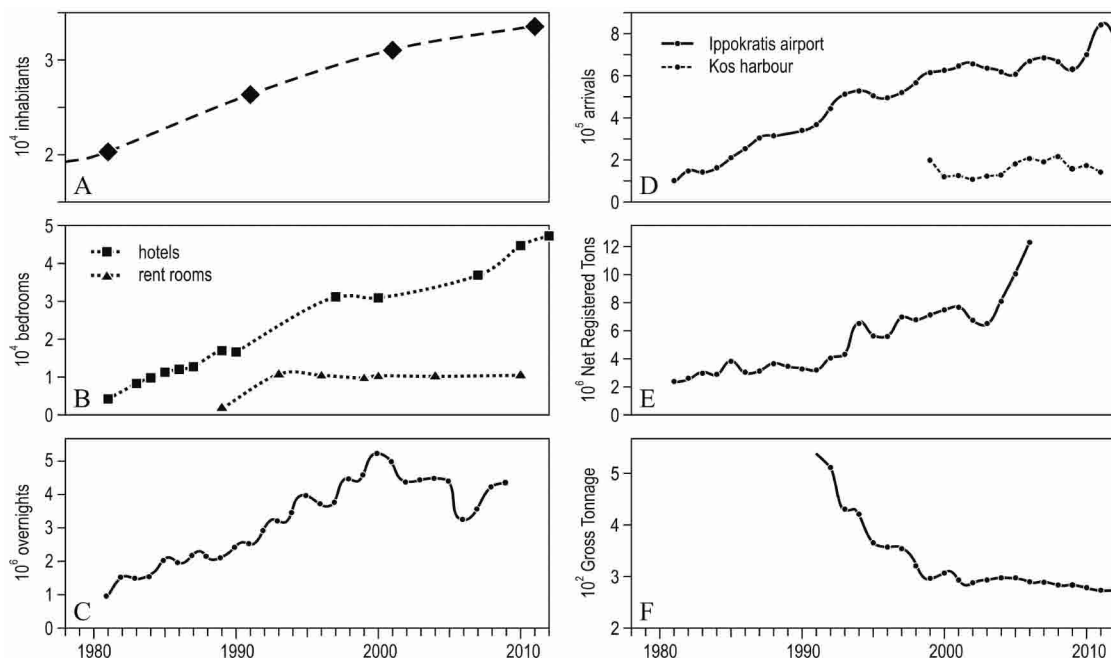 10⁴ inhabitants
3
2
A
10⁴ bedrooms
5
4
3
2
1
0
hotels
rent rooms
B
10⁶ overnights
5
4
3
2
1
0
C
1980 1990 2000 2010
10⁵ arrivals
8
6
4
2
0
Ippokratis airport
Kos harbour
D
10⁶ Net Registered Tons
12
10
8
6
4
2
0
E
10² Gross Tonnage
5
4
3
2
F
1980 1990 2000 2010